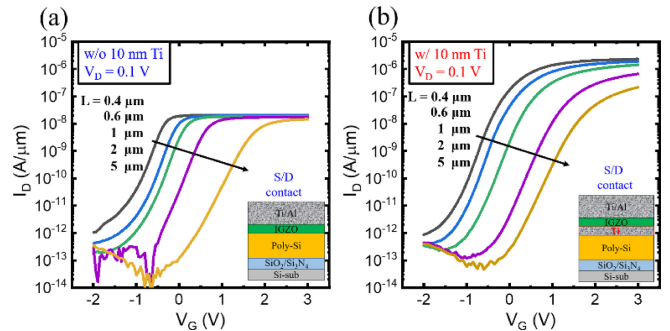 (a)
w/o 10 nm Ti
V_D = 0.1 V
L = 0.4 µm
0.6 µm
1 µm
2 µm
5 µm
S/D
contact
Ti/Al
IGZO
Poly-Si
SiO₂/Si₃N₄
Si-sub
I_D (A/µm)
10⁻⁵
10⁻⁶
10⁻⁷
10⁻⁸
10⁻⁹
10⁻¹⁰
10⁻¹¹
10⁻¹²
10⁻¹³
10⁻¹⁴
-2 -1 0 1 2 3
V_G (V)
(b)
w/ 10 nm Ti
V_D = 0.1 V
L = 0.4 µm
0.6 µm
1 µm
2 µm
5 µm
S/D
contact
Ti/Al
IGZO
Ti
Poly-Si
SiO₂/Si₃N₄
Si-sub
I_D (A/µm)
10⁻⁵
10⁻⁶
10⁻⁷
10⁻⁸
10⁻⁹
10⁻¹⁰
10⁻¹¹
10⁻¹²
10⁻¹³
10⁻¹⁴
-2 -1 0 1 2 3
V_G (V)